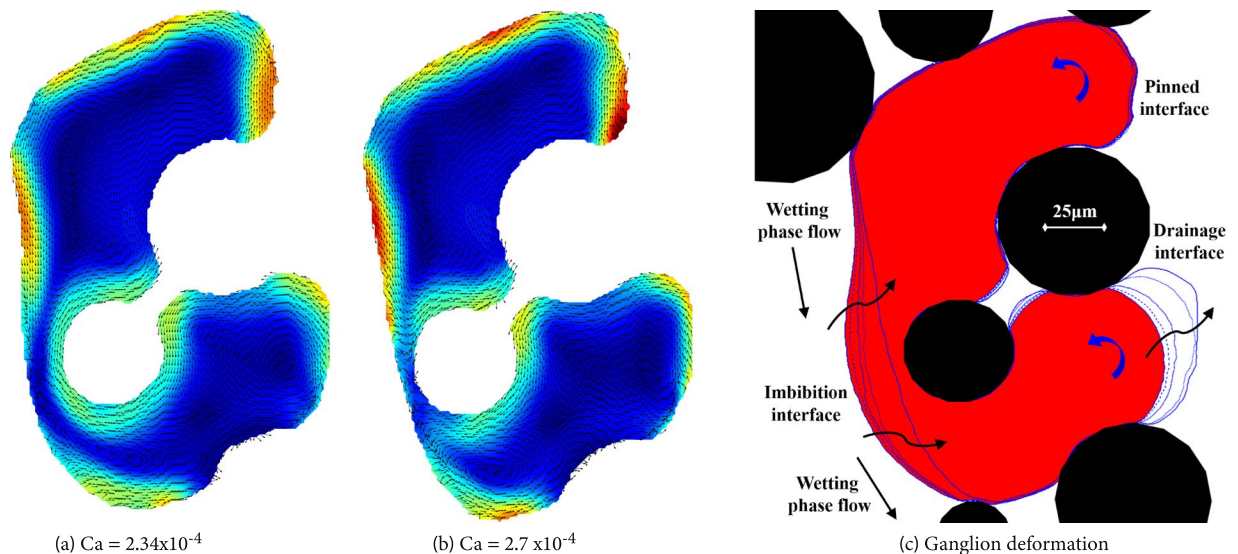 Pinned
interface
25µm
Wetting
phase flow
Drainage
interface
Imbibition
interface
Wetting
phase flow
(a) Ca = 2.34x10⁻⁴
(b) Ca = 2.7 x10⁻⁴
(c) Ganglion deformation